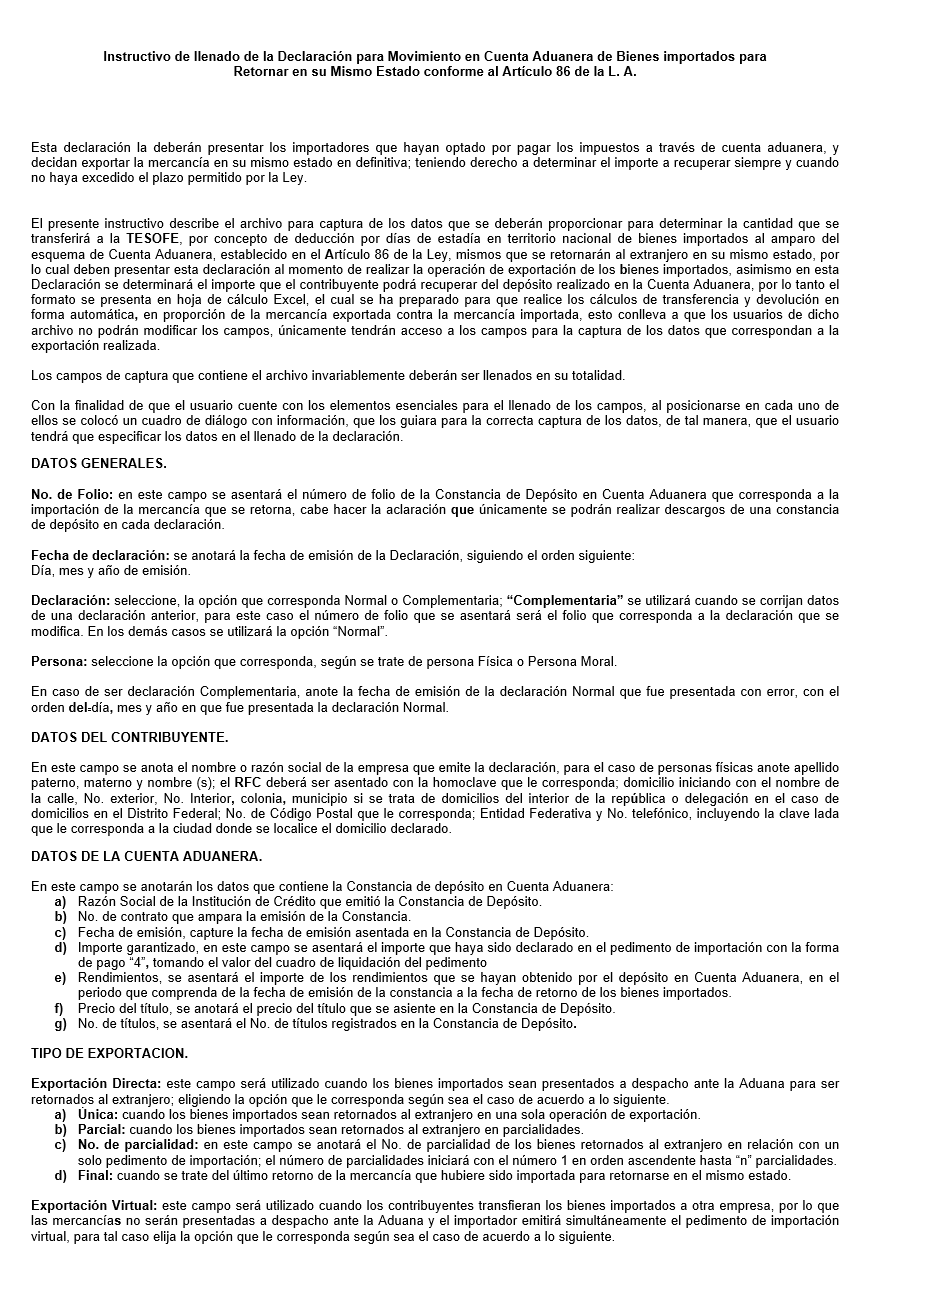 Instructivo de llenado de la Declaración para Movimiento en Cuenta Aduanera de Bienes importados para
Retornar en su Mismo Estado conforme al Artículo 86 de la L. A.
Esta declaración la deberán presentar los importadores que hayan optado por pagar los impuestos a través de cuenta aduanera, y
decidan exportar la mercancía en su mismo estado en definitiva; teniendo derecho a determinar el importe a recuperar siempre y cuando
no haya excedido el plazo permitido por la Ley.
El presente instructivo describe el archivo para captura de los datos que se deberán proporcionar para determinar la cantidad que se
transferirá a la TESOFE, por concepto de deducción por días de estadía en territorio nacional de bienes importados al amparo del
esquema de Cuenta Aduanera, establecido en el Artículo 86 de la Ley, mismos que se retornarán al extranjero en su mismo estado, por
lo cual deben presentar esta declaración al momento de realizar la operación de exportación de los bienes importados, asimismo en esta
Declaración se determinará el importe que el contribuyente podrá recuperar del depósito realizado en la Cuenta Aduanera, por lo tanto el
formato se presenta en hoja de cálculo Excel, el cual se ha preparado para que realice los cálculos de transferencia y devolución en
forma automática, en proporción de la mercancía exportada contra la mercancía importada, esto conlleva a que los usuarios de dicho
archivo no podrán modificar los campos, únicamente tendrán acceso a los campos para la captura de los datos que correspondan a la
exportación realizada.
Los campos de captura que contiene el archivo invariablemente deberán ser llenados en su totalidad.
Con la finalidad de que el usuario cuente con los elementos esenciales para el llenado de los campos, al posicionarse en cada uno de
ellos se colocó un cuadro de diálogo con información, que los guiara para la correcta captura de los datos, de tal manera, que el usuario
tendrá que especificar los datos en el llenado de la declaración.
DATOS GENERALES.
No. de Folio: en este campo se asentará el número de folio de la Constancia de Depósito en Cuenta Aduanera que corresponda a la
importación de la mercancía que se retorna, cabe hacer la aclaración que únicamente se podrán realizar descargos de una constancia
de depósito en cada declaración.
Fecha de declaración: se anotará la fecha de emisión de la Declaración, siguiendo el orden siguiente:
Día, mes y año de emisión.
Declaración: seleccione, la opción que corresponda Normal o Complementaria; “Complementaria” se utilizará cuando se corrijan datos
de una declaración anterior, para este caso el número de folio que se asentará será el folio que corresponda a la declaración que se
modifica. En los demás casos se utilizará la opción “Normal”.
Persona: seleccione la opción que corresponda, según se trate de persona Física o Persona Moral.
En caso de ser declaración Complementaria, anote la fecha de emisión de la declaración Normal que fue presentada con error, con el
orden del-día, mes y año en que fue presentada la declaración Normal.
DATOS DEL CONTRIBUYENTE.
En este campo se anota el nombre o razón social de la empresa que emite la declaración, para el caso de personas físicas anote apellido
paterno, materno y nombre (s); el RFC deberá ser asentado con la homoclave que le corresponda; domicilio iniciando con el nombre de
la calle, No. exterior, No. Interior, colonia, municipio si se trata de domicilios del interior de la república o delegación en el caso de
domicilios en el Distrito Federal; No. de Código Postal que le corresponda; Entidad Federativa y No. telefónico, incluyendo la clave lada
que le corresponda a la ciudad donde se localice el domicilio declarado.
DATOS DE LA CUENTA ADUANERA.
En este campo se anotarán los datos que contiene la Constancia de depósito en Cuenta Aduanera:
a) Razón Social de la Institución de Crédito que emitió la Constancia de Depósito.
b) No. de contrato que ampara la emisión de la Constancia.
c) Fecha de emisión, capture la fecha de emisión asentada en la Constancia de Depósito.
d) Importe garantizado, en este campo se asentará el importe que haya sido declarado en el pedimento de importación con la forma
de pago “4”, tomando el valor del cuadro de liquidación del pedimento
e) Rendimientos, se asentará el importe de los rendimientos que se hayan obtenido por el depósito en Cuenta Aduanera, en el
periodo que comprenda de la fecha de emisión de la constancia a la fecha de retorno de los bienes importados.
f) Precio del título, se anotará el precio del título que se asiente en la Constancia de Depósito.
g) No. de títulos, se asentará el No. de títulos registrados en la Constancia de Depósito.
TIPO DE EXPORTACION.
Exportación Directa: este campo será utilizado cuando los bienes importados sean presentados a despacho ante la Aduana para ser
retornados al extranjero; eligiendo la opción que le corresponda según sea el caso de acuerdo a lo siguiente.
a) Única: cuando los bienes importados sean retornados al extranjero en una sola operación de exportación.
b) Parcial: cuando los bienes importados sean retornados al extranjero en parcialidades.
c) No. de parcialidad: en este campo se anotará el No. de parcialidad de los bienes retornados al extranjero en relación con un
solo pedimento de importación; el número de parcialidades iniciará con el número 1 en orden ascendente hasta “n” parcialidades.
d) Final: cuando se trate del último retorno de la mercancía que hubiere sido importada para retornarse en el mismo estado.
Exportación Virtual: este campo será utilizado cuando los contribuyentes transfieran los bienes importados a otra empresa, por lo que
las mercancías no serán presentadas a despacho ante la Aduana y el importador emitirá simultáneamente el pedimento de importación
virtual, para tal caso elija la opción que le corresponda según sea el caso de acuerdo a lo siguiente.